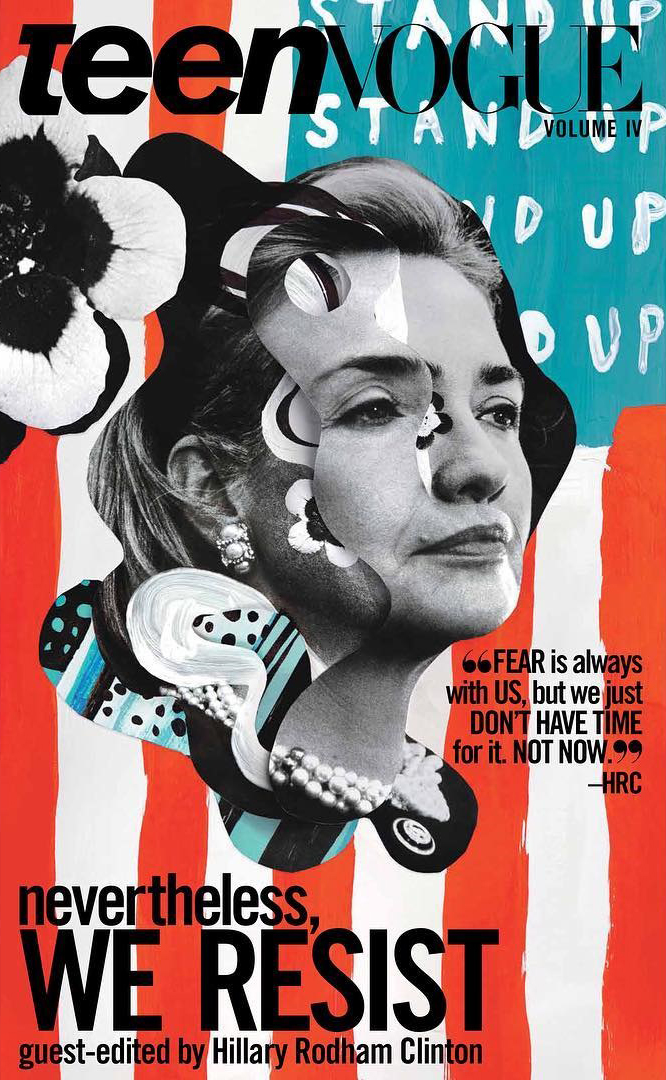 STAND UP
teenVOGUE
STAND UP
VOLUME IV
ND UP
D UP
“FEAR is always
with US, but we just
DON'T HAVE TIME
for it. NOT NOW.”
—HRC
nevertheless,
WE RESIST
guest-edited by Hillary Rodham Clinton